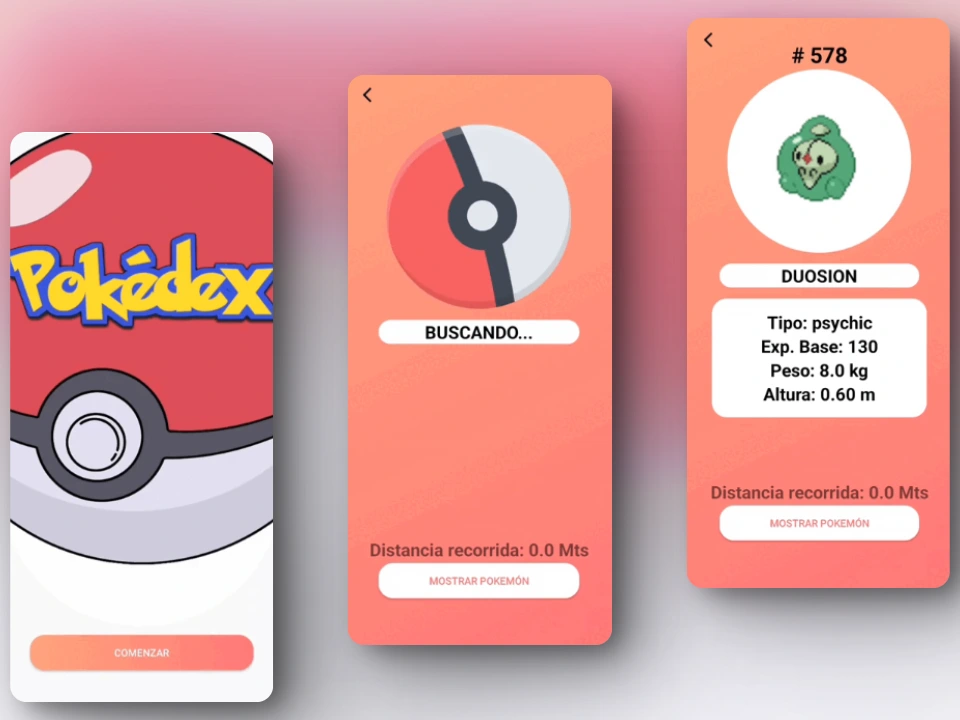 Pokédex
COMENZAR
BUSCANDO...
Distancia recorrida: 0.0 Mts
MOSTRAR POKEMÓN
# 578
DUOSION
Tipo: psychic
Exp. Base: 130
Peso: 8.0 kg
Altura: 0.60 m
Distancia recorrida: 0.0 Mts
MOSTRAR POKEMÓN